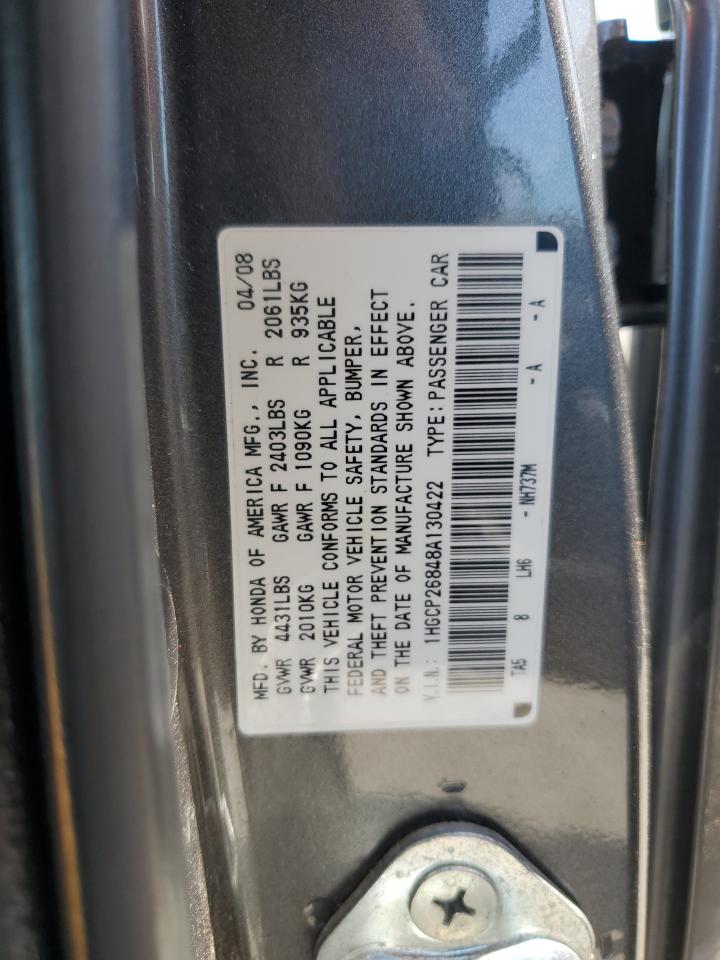 MFD. BY HONDA OF AMERICA MFG., INC. 04/08
GVWR 4431LBS GAWR F 2403LBS R 2061LBS
GVWR 2010KG GAWR F 1090KG R 935KG
THIS VEHICLE CONFORMS TO ALL APPLICABLE
FEDERAL MOTOR VEHICLE SAFETY, BUMPER,
AND THEFT PREVENTION STANDARDS IN EFFECT
ON THE DATE OF MANUFACTURE SHOWN ABOVE.
V.I.N.: 1HGCP26848A130422 TYPE: PASSENGER CAR
TA5 8 LH6 - NH737M - A - A